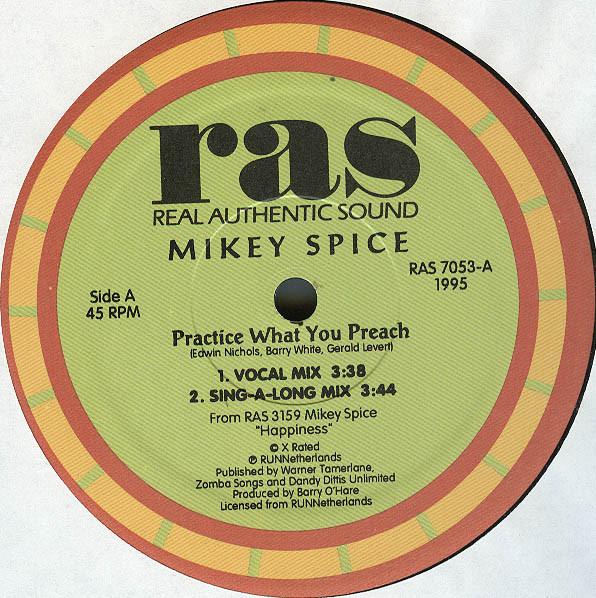 ras
REAL AUTHENTIC SOUND
MIKEY SPICE
RAS 7053-A
1995
Side A
45 RPM
Practice What You Preach
(Edwin Nichols, Barry White, Gerald Levert)
1. VOCAL MIX 3:38
2. SING-A-LONG MIX 3:44
From RAS 3159 Mikey Spice
"Happiness"
© X Rated
℗ RUNNetherlands
Published by Warner Tamerlane,
Zomba Songs and Dandy Dittis Unlimited
Produced by Barry O'Hare
Licensed from RUNNetherlands